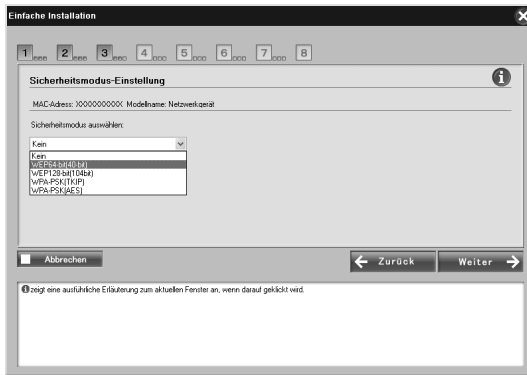 Einfache Installation
1 2 3 4 5 6 7 8
Sicherheitsmodus-Einstellung
MAC-Adress: XXXXXXXXXX Modellname: Netzwerkgerät
Sicherheitsmodus auswählen:
Kein
Kein
WEP64-bit(40-bit)
WEP128-bit(104bit)
WPA-PSK(TKIP)
WPA-PSK(AES)
Abbrechen
Zurück
Weiter
zeigt eine ausführliche Erläuterung zum aktuellen Fenster an, wenn darauf geklickt wird.